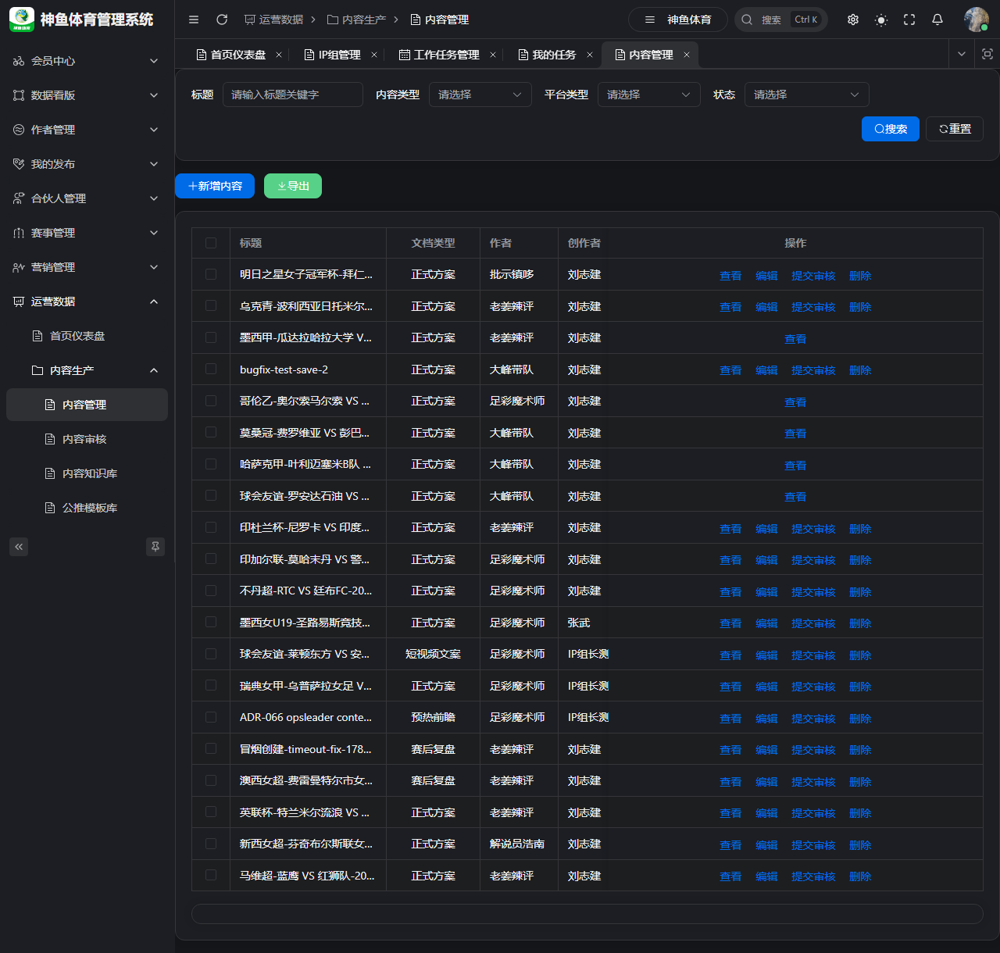 神鱼体育管理系统
运营数据 > 内容生产 > 内容管理
神鱼体育
搜索 Ctrl K
首页仪表盘 ×
IP组管理 ×
工作任务管理 ×
我的任务 ×
内容管理 ×
会员中心
数据看版
作者管理
我的发布
合伙人管理
赛事管理
营销管理
运营数据
首页仪表盘
内容生产
内容管理
内容审核
内容知识库
公推模板库
标题 请输入标题关键字 内容类型 请选择 平台类型 请选择 状态 请选择
搜索 重置
新增内容 导出
标题 文档类型 作者 创作者 操作
明日之星女子冠军杯-拜仁... 正式方案 批示镇哆 刘志建 查看 编辑 提交审核 删除
乌克青-波利西亚日托米尔... 正式方案 老姜辣评 刘志建 查看 编辑 提交审核 删除
墨西甲-瓜达拉哈拉大学 V... 正式方案 老姜辣评 刘志建 查看
bugfix-test-save-2 正式方案 大峰带队 刘志建 查看 编辑 提交审核 删除
哥伦乙-奥尔索马尔索 VS ... 正式方案 足彩魔术师 刘志建 查看
莫桑冠-费罗维亚 VS 彭巴... 正式方案 大峰带队 刘志建 查看
哈萨克甲-叶利迈塞米B队 ... 正式方案 大峰带队 刘志建 查看
球会友谊-罗安达石油 VS ... 正式方案 大峰带队 刘志建 查看
印杜兰杯-尼罗卡 VS 印度... 正式方案 老姜辣评 刘志建 查看 编辑 提交审核 删除
印加尔联-莫哈末丹 VS 警... 正式方案 足彩魔术师 刘志建 查看 编辑 提交审核 删除
不丹超-RTC VS 廷布FC-20... 正式方案 足彩魔术师 刘志建 查看 编辑 提交审核 删除
墨西女U19-圣路易斯竞技... 正式方案 足彩魔术师 张武 查看 编辑 提交审核 删除
球会友谊-莱顿东方 VS 安... 短视频文案 足彩魔术师 IP组长测 查看 编辑 提交审核 删除
瑞典女甲-乌普萨拉女足 V... 正式方案 足彩魔术师 IP组长测 查看 编辑 提交审核 删除
ADR-066 opsleader conte... 预热前瞻 足彩魔术师 IP组长测 查看 编辑 提交审核 删除
冒烟创建-timeout-fix-178... 赛后复盘 老姜辣评 刘志建 查看 编辑 提交审核 删除
澳西女超-费雷曼特尔市女... 赛后复盘 老姜辣评 刘志建 查看 编辑 提交审核 删除
英联杯-特兰米尔流浪 VS ... 正式方案 老姜辣评 刘志建 查看 编辑 提交审核 删除
新西女超-芬奇布尔斯联女... 正式方案 解说员浩南 刘志建 查看 编辑 提交审核 删除
马维超-蓝鹰 VS 红狮队-20... 正式方案 老姜辣评 刘志建 查看 编辑 提交审核 删除